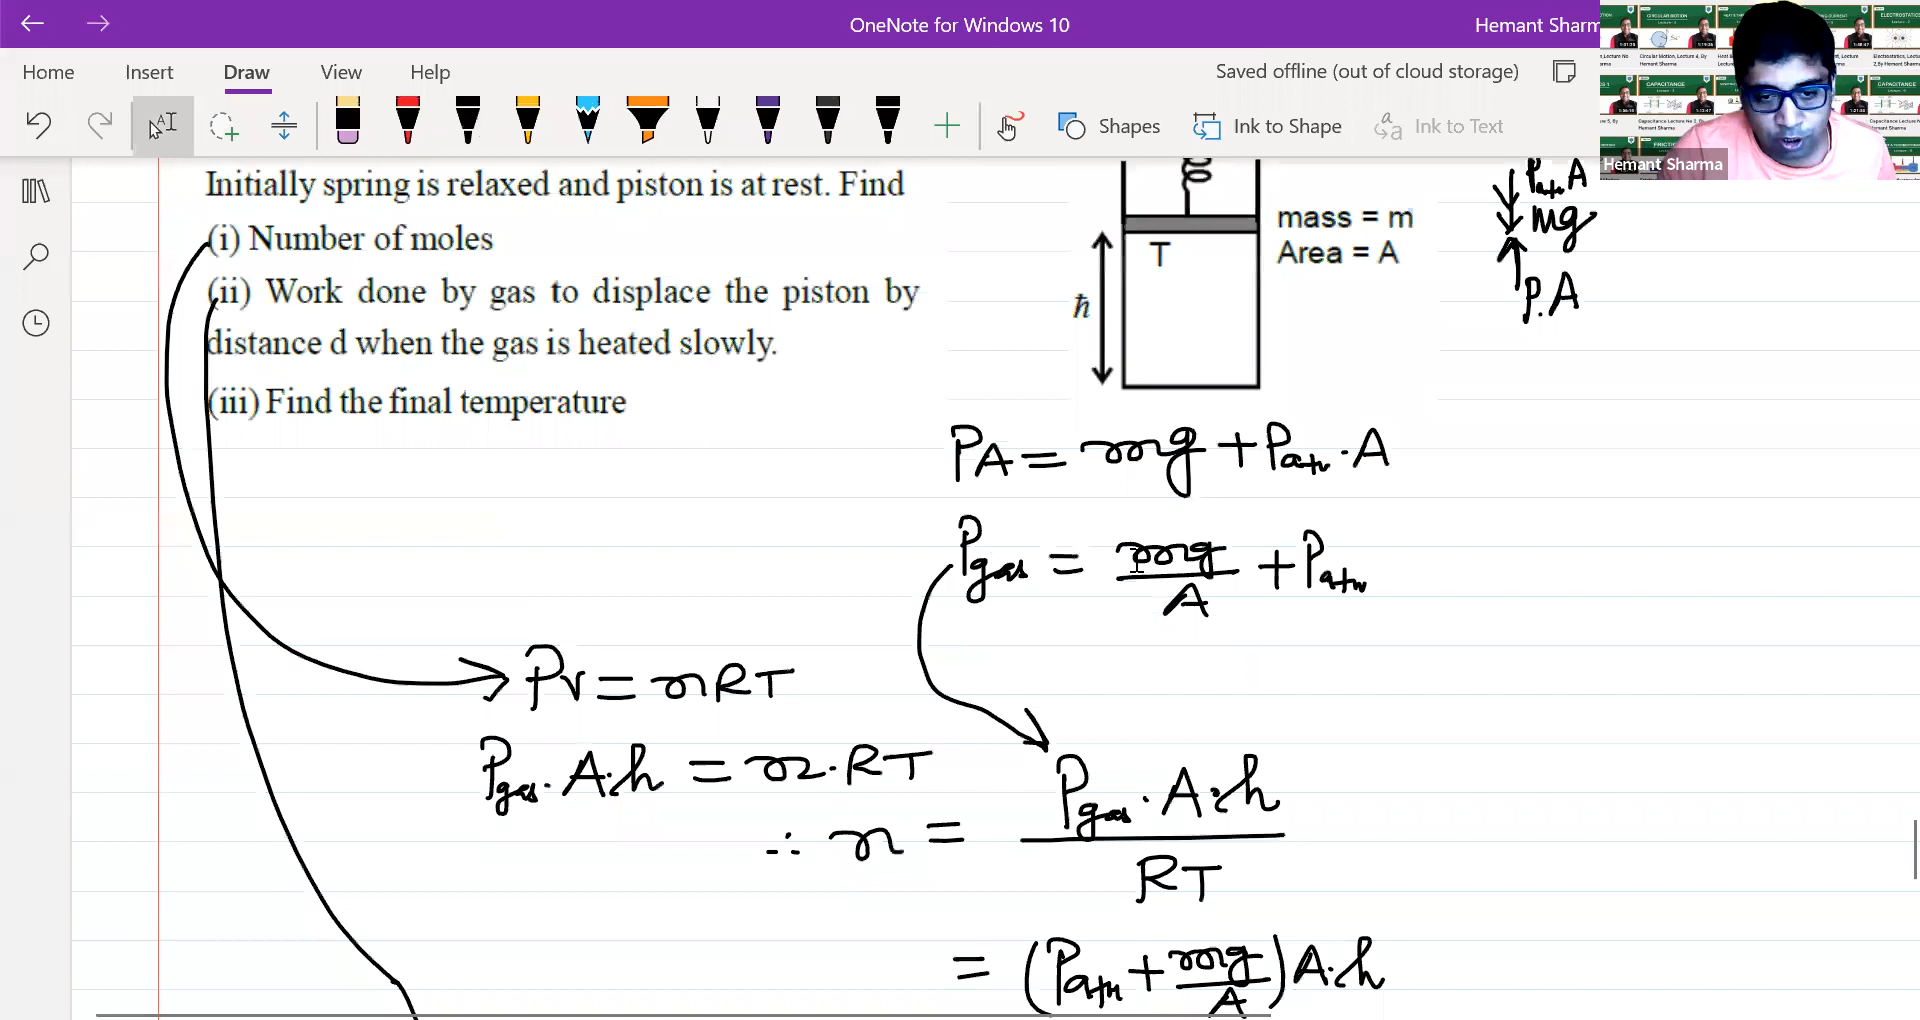 OneNote for Windows 10
Hemant Sharm
Home Insert Draw View Help
Saved offline (out of cloud storage)
Shapes Ink to Shape Ink to Text
Hemant Sharma
Initially spring is relaxed and piston is at rest. Find
(i) Number of moles
(ii) Work done by gas to displace the piston by
distance d when the gas is heated slowly.
(iii) Find the final temperature
T
h
mass = m
Area = A
Patm A
mg
P.A
PA = mg + Patm · A
Pgas = mg/A + Patm
PV = nRT
Pgas · A·h = n·RT
∴ n = Pgas · A·h / RT
= (Patm + mg/A) A·h